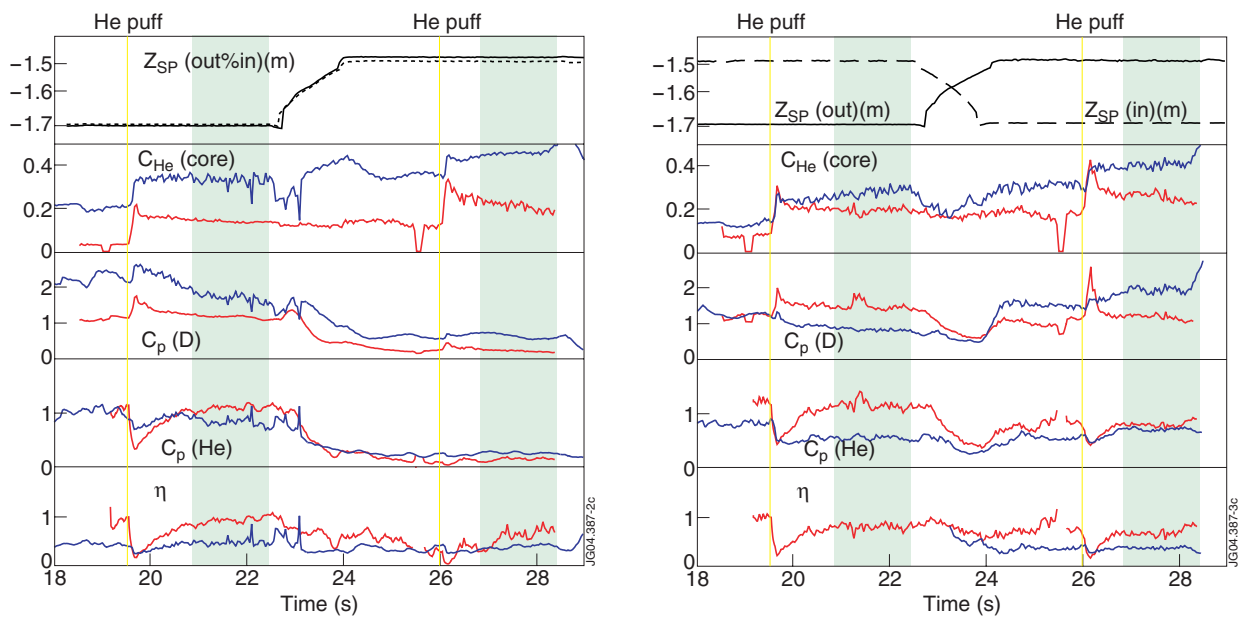 He puff He puff
Z_SP (out%in)(m)
−1.5
−1.6
−1.7
C_He (core)
0.4
0.2
0
2
1
0
C_p (D)
1
0
C_p (He)
η
1
0
18 20 22 24 26 28
Time (s)
JG04.387-2c
He puff He puff
−1.5
−1.6
−1.7
Z_SP (out)(m) Z_SP (in)(m)
C_He (core)
0.4
0.2
0
2
1
0
C_p (D)
1
0
C_p (He)
η
1
0
18 20 22 24 26 28
Time (s)
JG04.387-3c